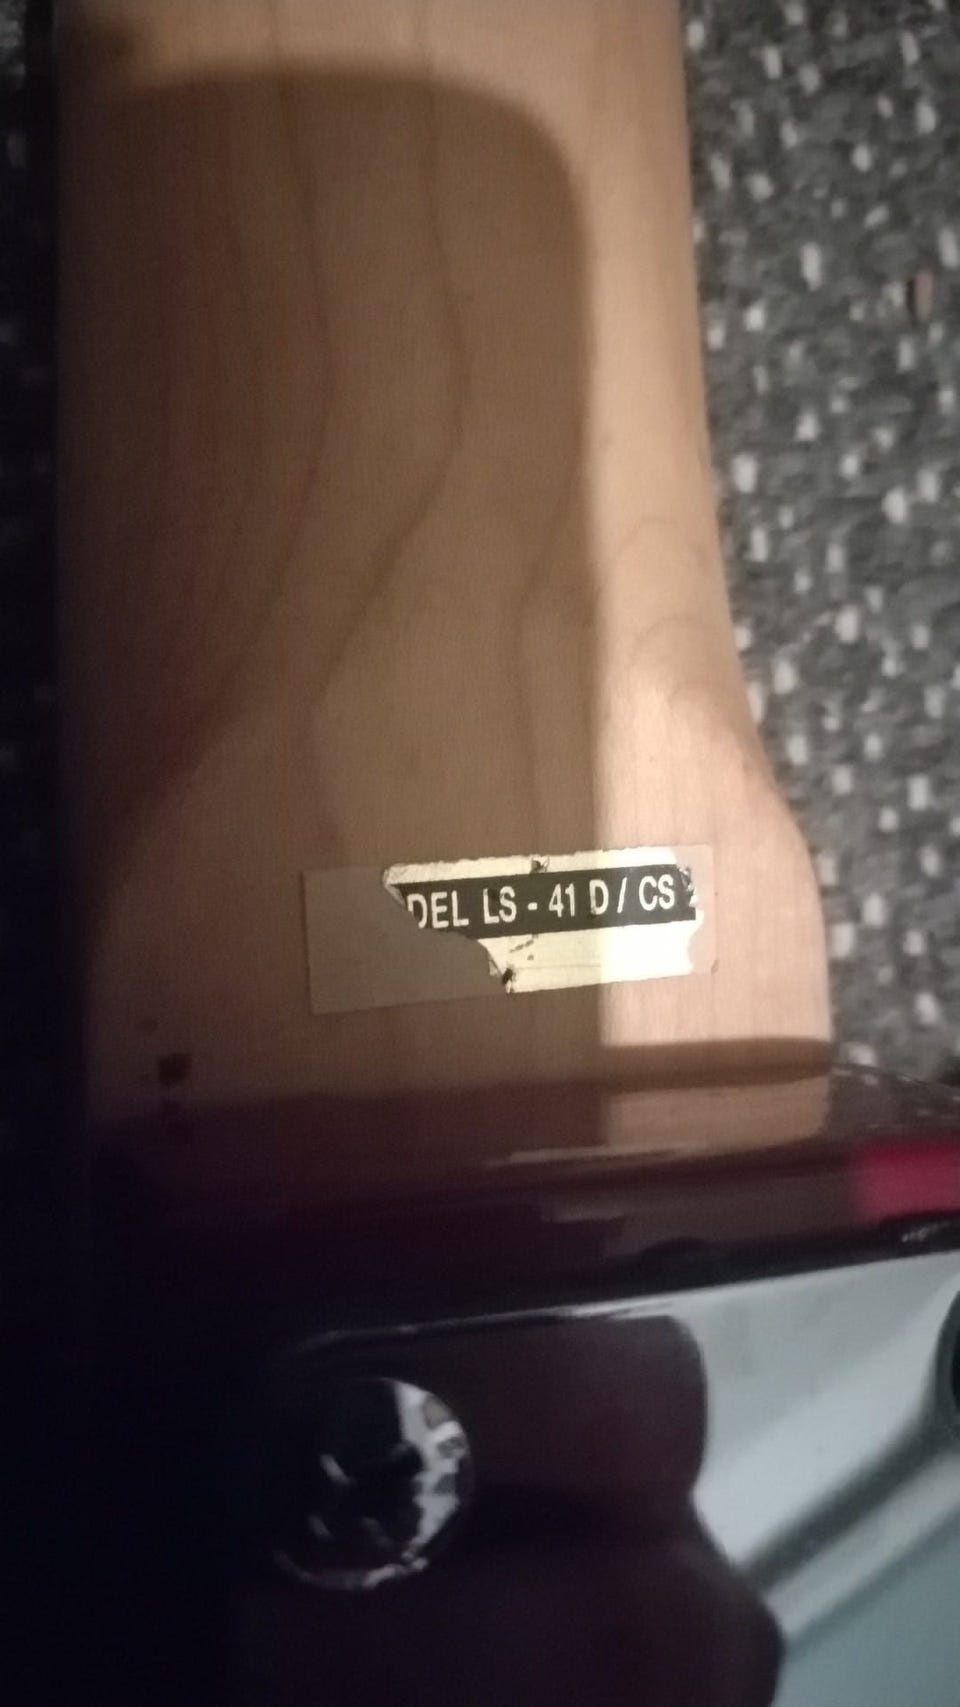 DEL LS - 41 D / CS